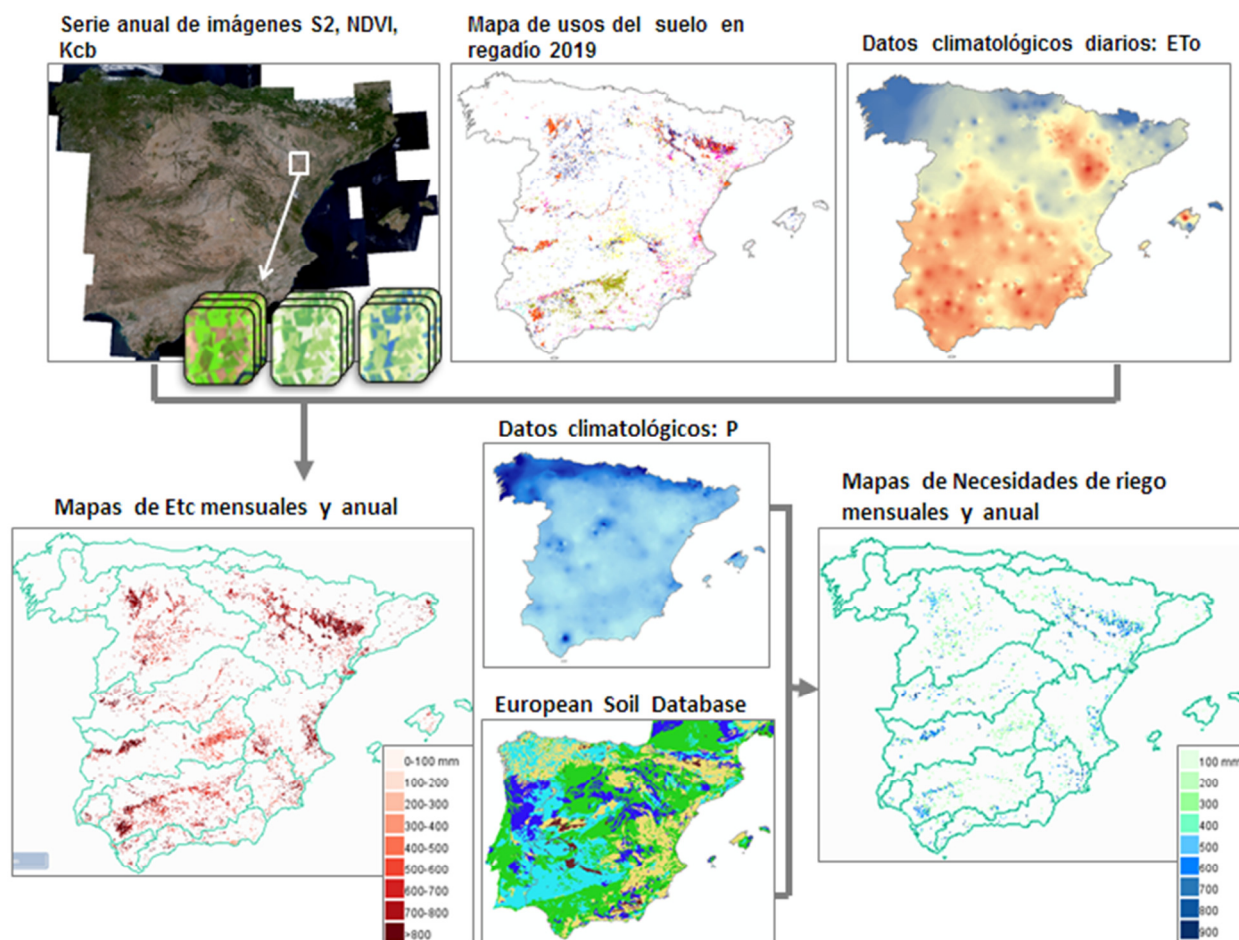 Serie anual de imágenes S2, NDVI,
Kcb
Mapa de usos del suelo en
regadío 2019
Datos climatológicos diarios: ETo
Datos climatológicos: P
Mapas de Etc mensuales y anual
Mapas de Necesidades de riego
mensuales y anual
European Soil Database
0-100 mm
100-200
200-300
300-400
400-500
500-600
600-700
700-800
>800
100 mm
200
300
400
500
600
700
800
900